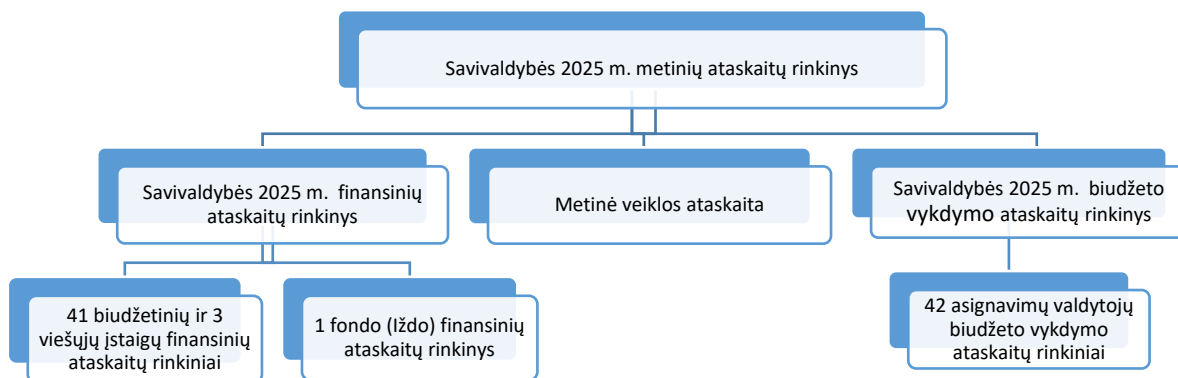 Savivaldybės 2025 m. metinių ataskaitų rinkinys
Savivaldybės 2025 m. finansinių
ataskaitų rinkinys
Metinė veiklos ataskaita
Savivaldybės 2025 m. biudžeto
vykdymo ataskaitų rinkinys
41 biudžetinių ir 3
viešųjų įstaigų finansinių
ataskaitų rinkiniai
1 fondo (Iždo) finansinių
ataskaitų rinkinys
42 asignavimų valdytojų
biudžeto vykdymo
ataskaitų rinkiniai